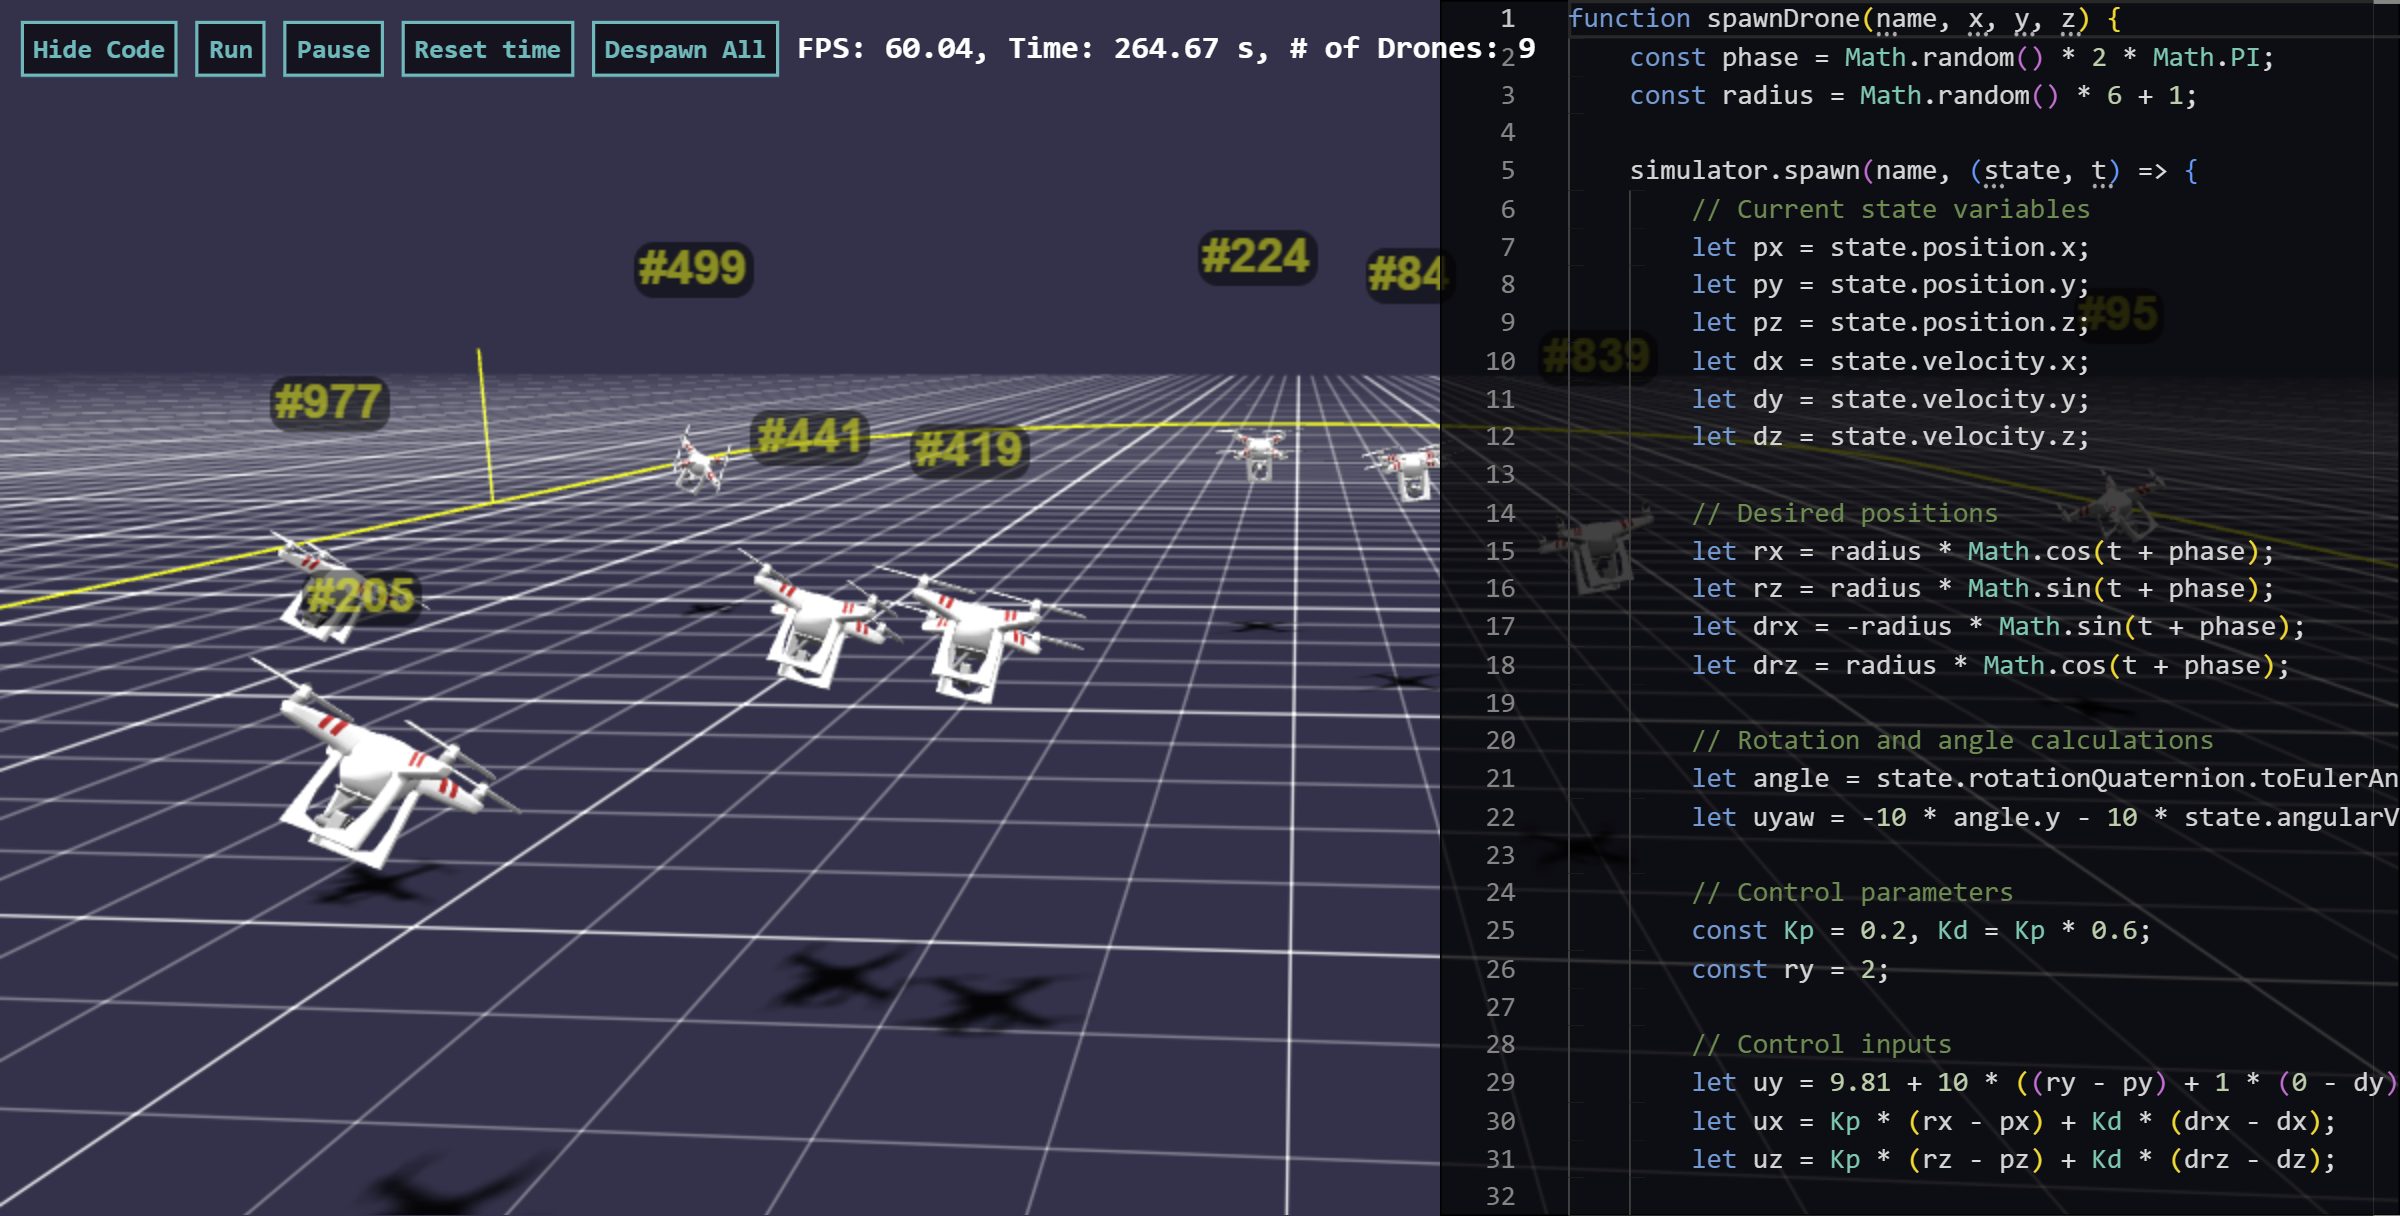 Hide Code Run Pause Reset time Despawn All FPS: 60.04, Time: 264.67 s, # of Drones: 9
#499
#224
#84
#95
#839
#977
#441
#419
#205
1 function spawnDrone(name, x, y, z) {
2 const phase = Math.random() * 2 * Math.PI;
3 const radius = Math.random() * 6 + 1;
4
5 simulator.spawn(name, (state, t) => {
6 // Current state variables
7 let px = state.position.x;
8 let py = state.position.y;
9 let pz = state.position.z;
10 let dx = state.velocity.x;
11 let dy = state.velocity.y;
12 let dz = state.velocity.z;
13
14 // Desired positions
15 let rx = radius * Math.cos(t + phase);
16 let rz = radius * Math.sin(t + phase);
17 let drx = -radius * Math.sin(t + phase);
18 let drz = radius * Math.cos(t + phase);
19
20 // Rotation and angle calculations
21 let angle = state.rotationQuaternion.toEulerAn
22 let uyaw = -10 * angle.y - 10 * state.angularV
23
24 // Control parameters
25 const Kp = 0.2, Kd = Kp * 0.6;
26 const ry = 2;
27
28 // Control inputs
29 let uy = 9.81 + 10 * ((ry - py) + 1 * (0 - dy)
30 let ux = Kp * (rx - px) + Kd * (drx - dx);
31 let uz = Kp * (rz - pz) + Kd * (drz - dz);
32